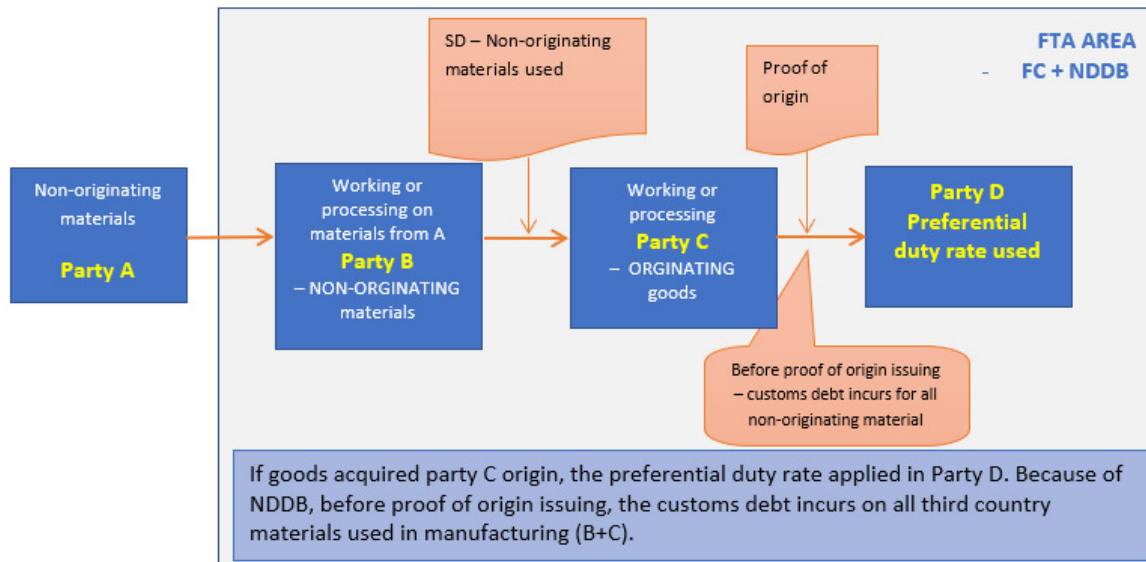 SD – Non-originating
materials used
Proof of
origin
FTA AREA
- FC + NDDB
Non-originating
materials
Party A
Working or
processing on
materials from A
Party B
– NON-ORGINATING
materials
Working or
processing
Party C
– ORGINATING
goods
Party D
Preferential
duty rate used
Before proof of origin issuing
– customs debt incurs for all
non-originating material
If goods acquired party C origin, the preferential duty rate applied in Party D. Because of
NDDB, before proof of origin issuing, the customs debt incurs on all third country
materials used in manufacturing (B+C).